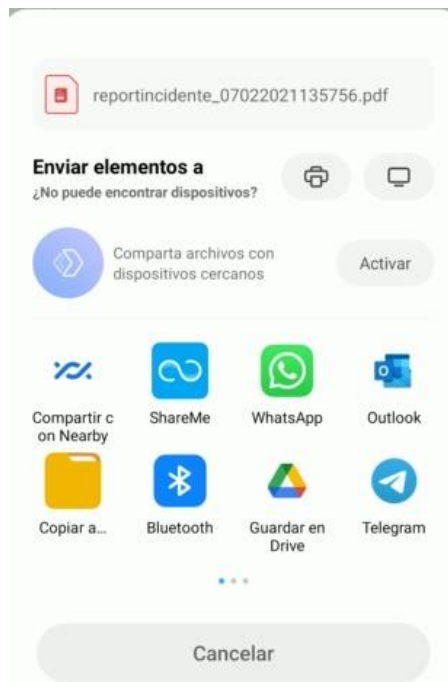 reportincidente_07022021135756.pdf
Enviar elementos a
¿No puede encontrar dispositivos?
Comparta archivos con
dispositivos cercanos
Activar
Compartir c
on Nearby
ShareMe
WhatsApp
Outlook
Copiar a...
Bluetooth
Guardar en
Drive
Telegram
Cancelar